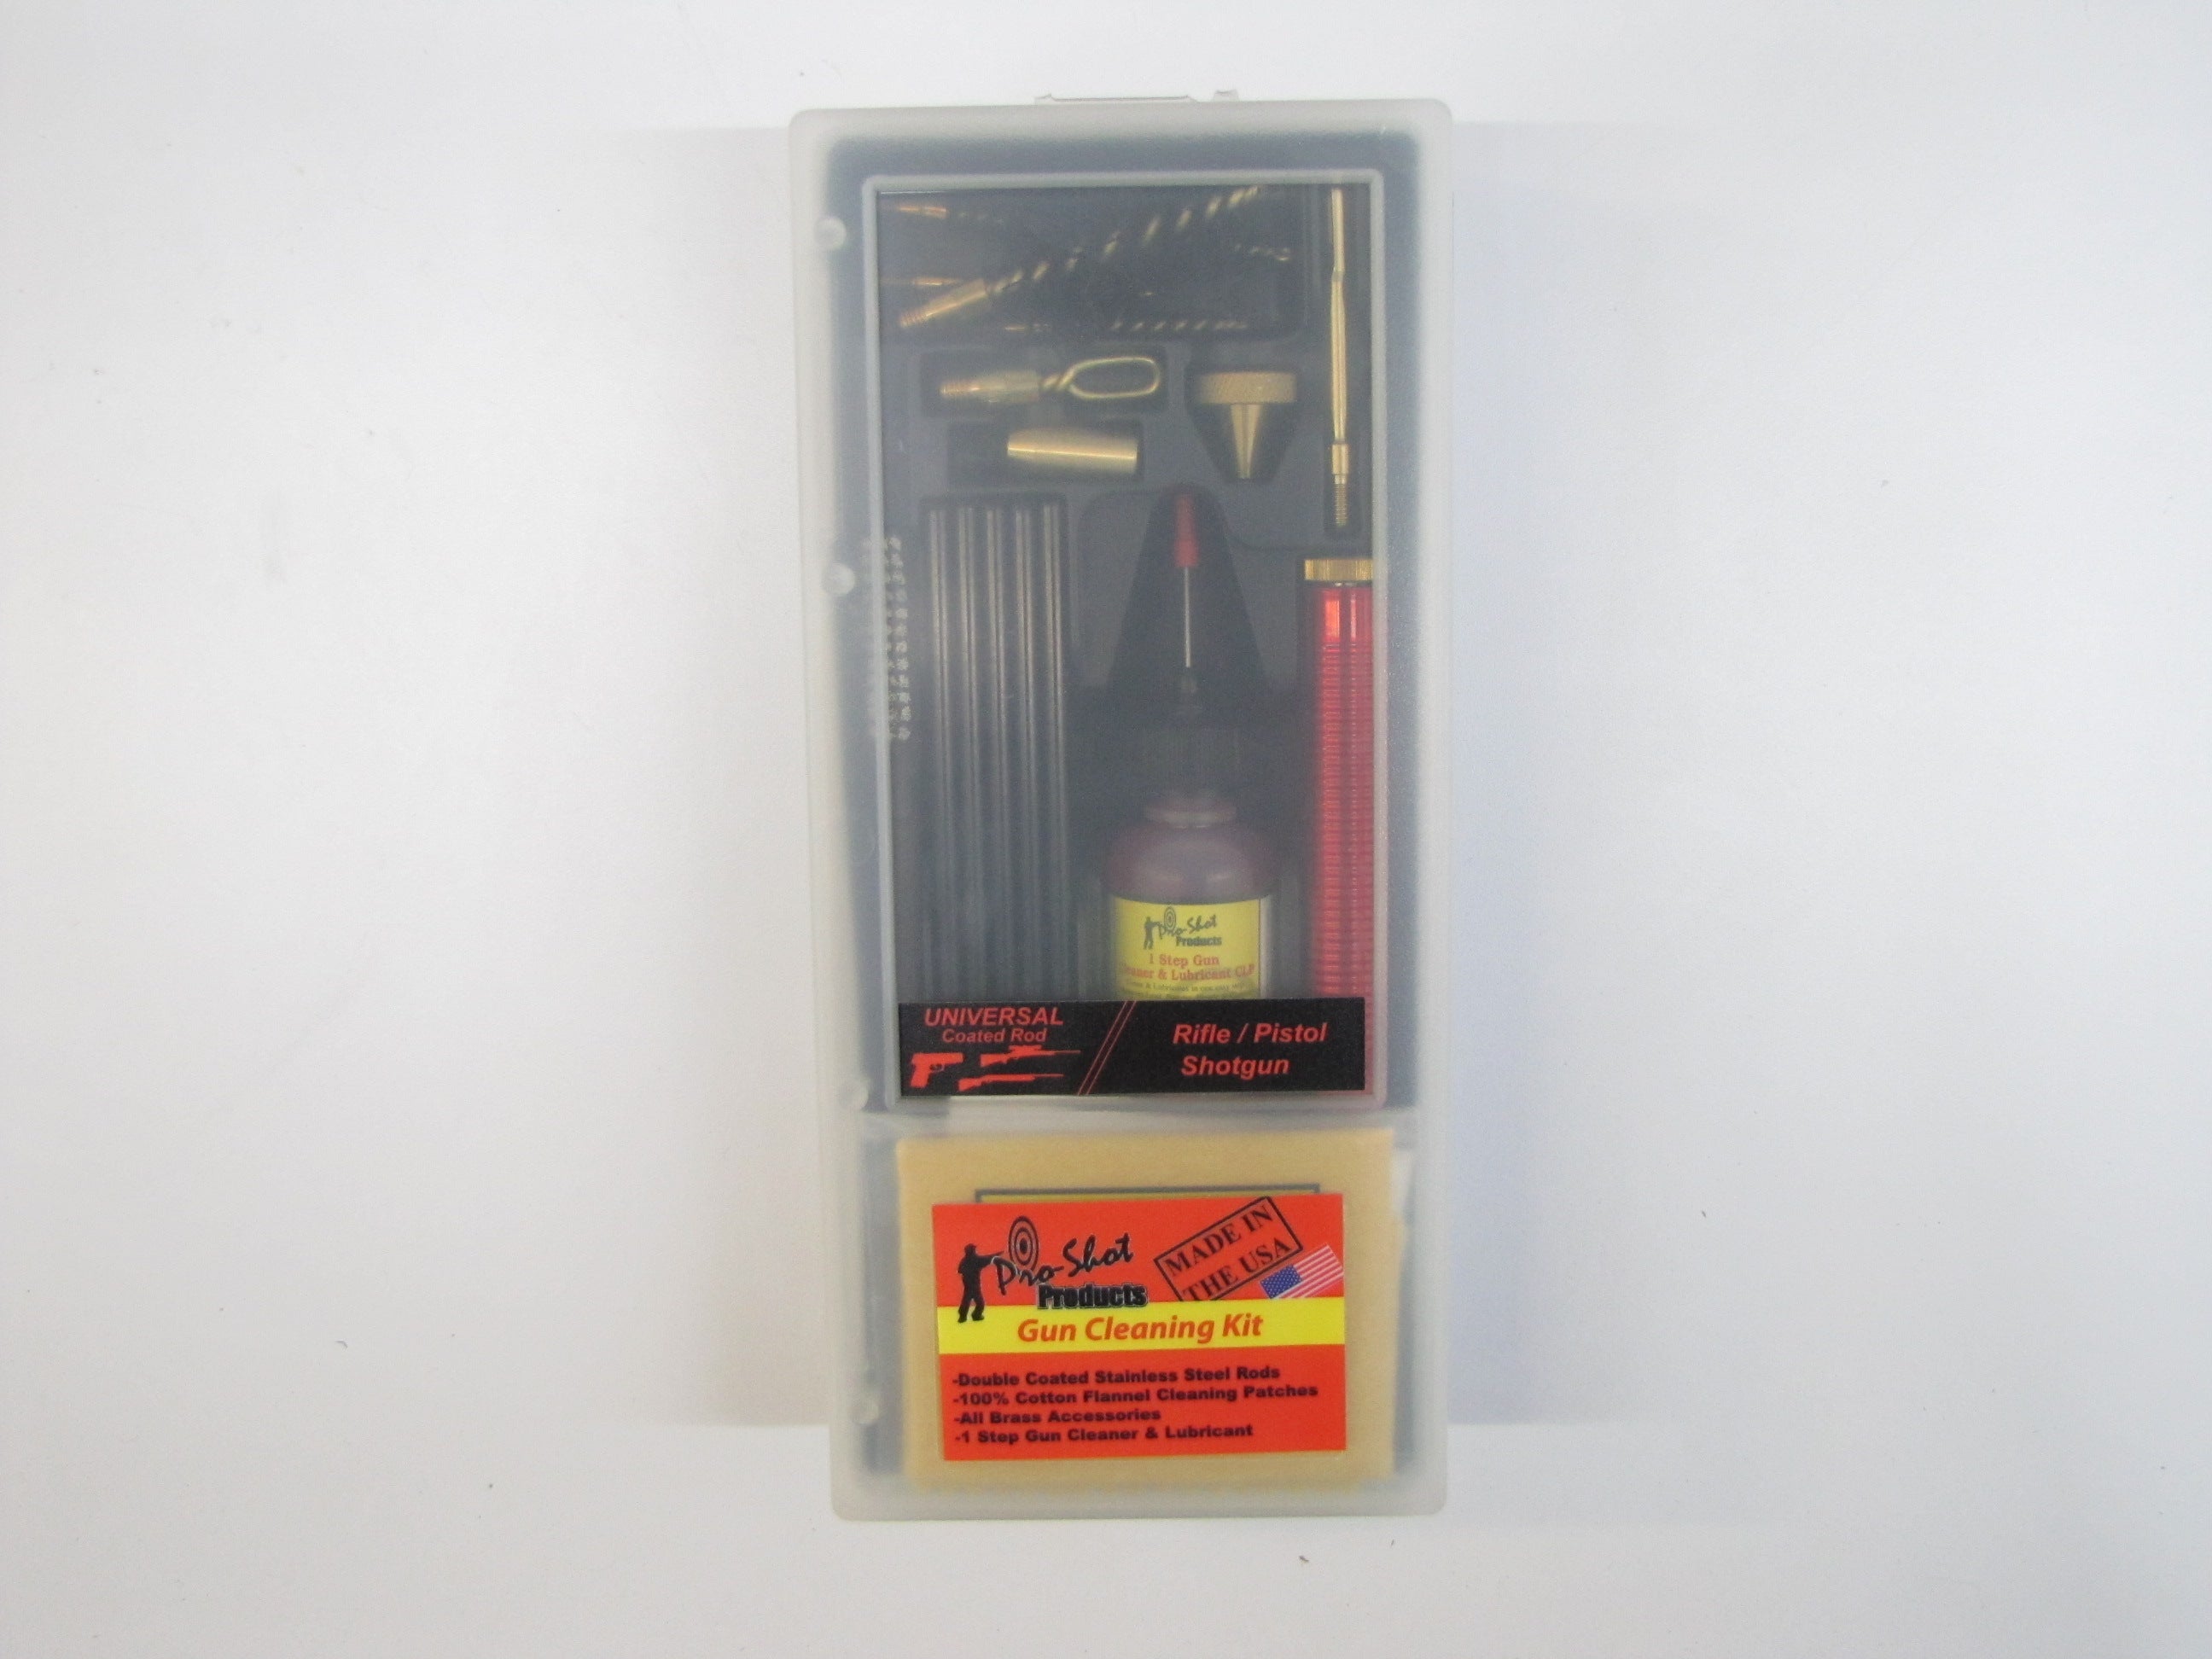 Pro-Shot
Products
1 Step Gun
Cleaner & Lubricant CLP
UNIVERSAL
Coated Rod
Rifle / Pistol
Shotgun
Pro-Shot
Products
MADE IN
THE USA
Gun Cleaning Kit
-Double Coated Stainless Steel Rods
-100% Cotton Flannel Cleaning Patches
-All Brass Accessories
-1 Step Gun Cleaner & Lubricant